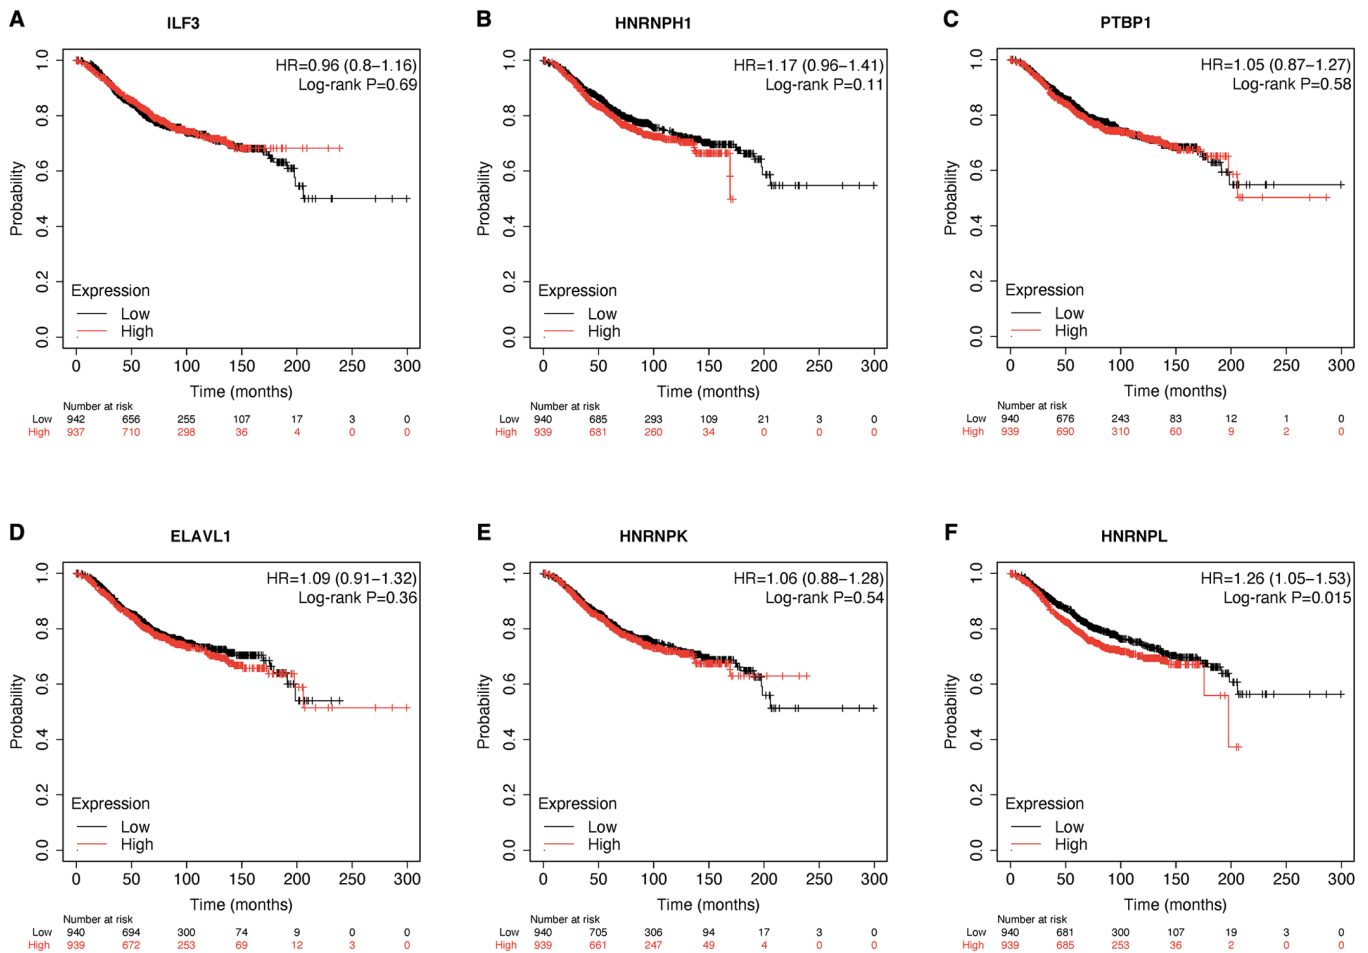 A
ILF3
HR=0.96 (0.8–1.16)
Log-rank P=0.69
Probability
1.0
0.8
0.6
0.4
0.2
0.0
Expression
Low
High
0 50 100 150 200 250 300
Time (months)
Number at risk
Low 942 656 255 107 17 3 0
High 937 710 298 36 4 0 0
B
HNRNPH1
HR=1.17 (0.96–1.41)
Log-rank P=0.11
Probability
1.0
0.8
0.6
0.4
0.2
0.0
Expression
Low
High
0 50 100 150 200 250 300
Time (months)
Number at risk
Low 940 685 293 109 21 3 0
High 939 681 260 34 0 0 0
C
PTBP1
HR=1.05 (0.87–1.27)
Log-rank P=0.58
Probability
1.0
0.8
0.6
0.4
0.2
0.0
Expression
Low
High
0 50 100 150 200 250 300
Time (months)
Number at risk
Low 940 676 243 83 12 1 0
High 939 690 310 60 9 2 0
D
ELAVL1
HR=1.09 (0.91–1.32)
Log-rank P=0.36
Probability
1.0
0.8
0.6
0.4
0.2
0.0
Expression
Low
High
0 50 100 150 200 250 300
Time (months)
Number at risk
Low 940 694 300 74 9 0 0
High 939 672 253 69 12 3 0
E
HNRNPK
HR=1.06 (0.88–1.28)
Log-rank P=0.54
Probability
1.0
0.8
0.6
0.4
0.2
0.0
Expression
Low
High
0 50 100 150 200 250 300
Time (months)
Number at risk
Low 940 705 306 94 17 3 0
High 939 661 247 49 4 0 0
F
HNRNPL
HR=1.26 (1.05–1.53)
Log-rank P=0.015
Probability
1.0
0.8
0.6
0.4
0.2
0.0
Expression
Low
High
0 50 100 150 200 250 300
Time (months)
Number at risk
Low 940 681 300 107 19 3 0
High 939 685 253 36 2 0 0